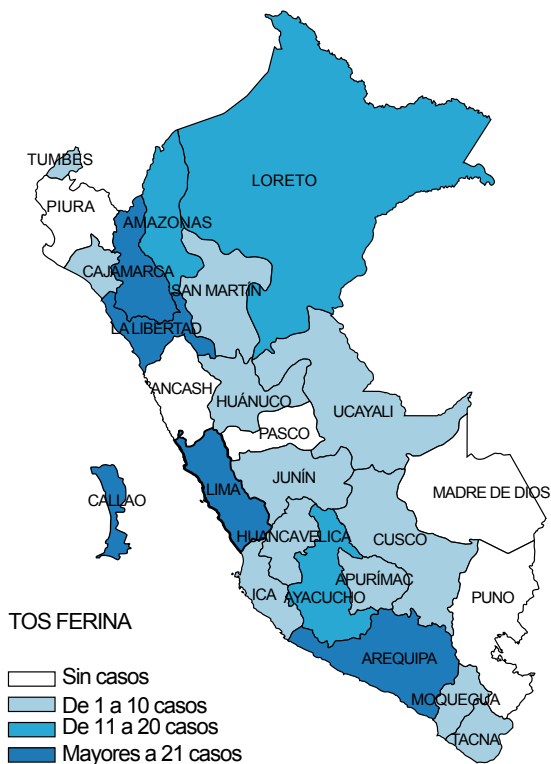 TUMBES
LORETO
PIURA
AMAZONAS
CAJAMARCA
SAN MARTÍN
LA LIBERTAD
ANCASH
HUÁNUCO
UCAYALI
PASCO
JUNÍN
LIMA
MADRE DE DIOS
CALLAO
HUANCAVELICA
CUSCO
APURÍMAC
ICA
AYACUCHO
PUNO
TOS FERINA
AREQUIPA
MOQUEGUA
TACNA
Sin casos
De 1 a 10 casos
De 11 a 20 casos
Mayores a 21 casos